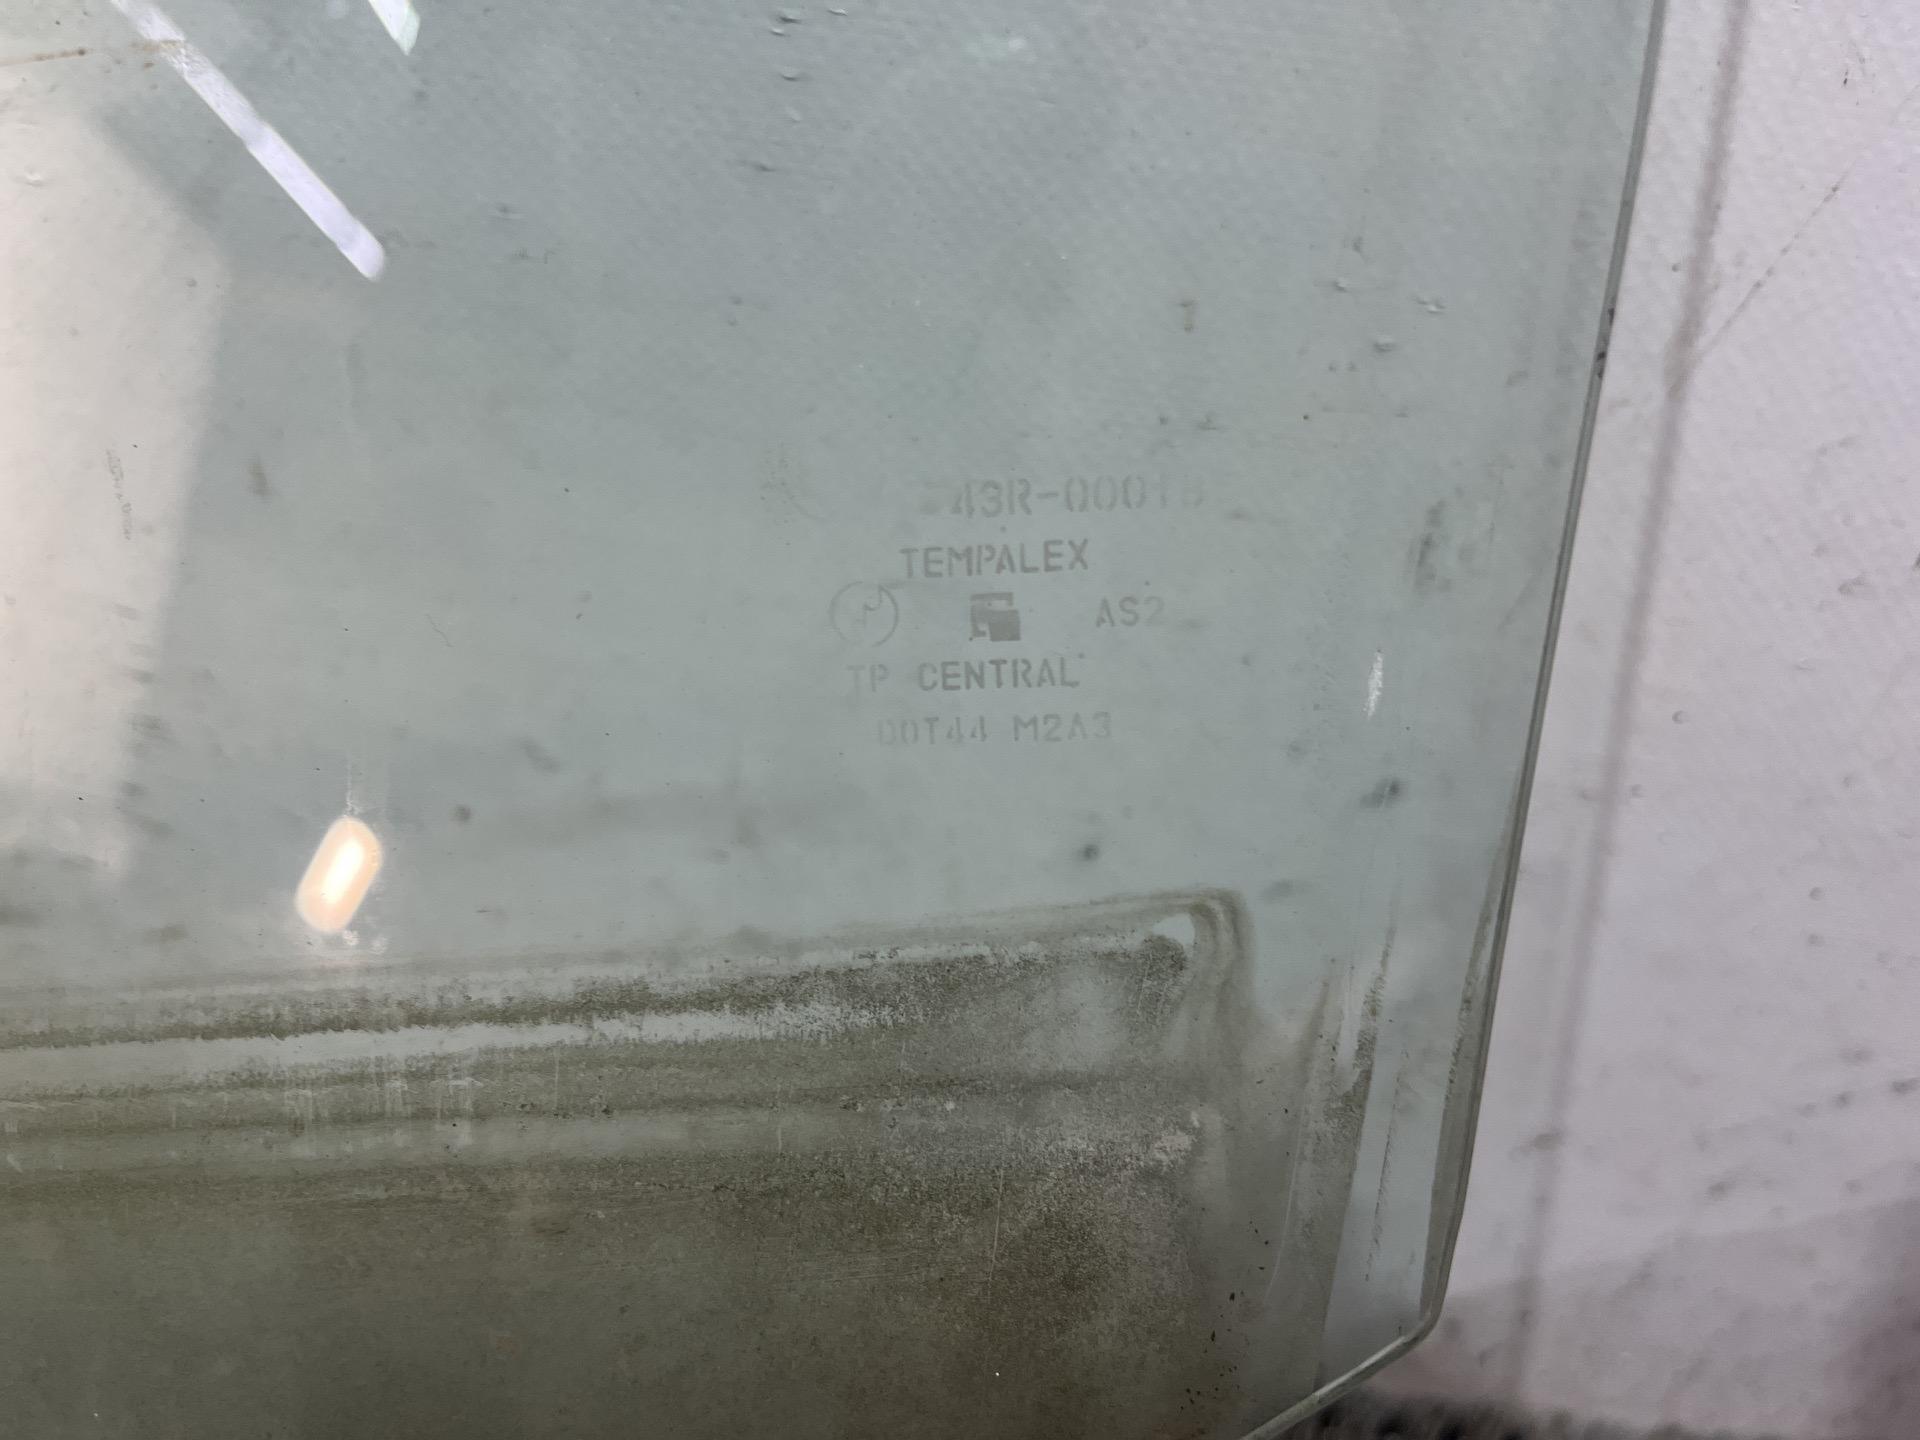 43R-0001
TEMPALEX
AS2
TP CENTRAL
DOT44 M2A3